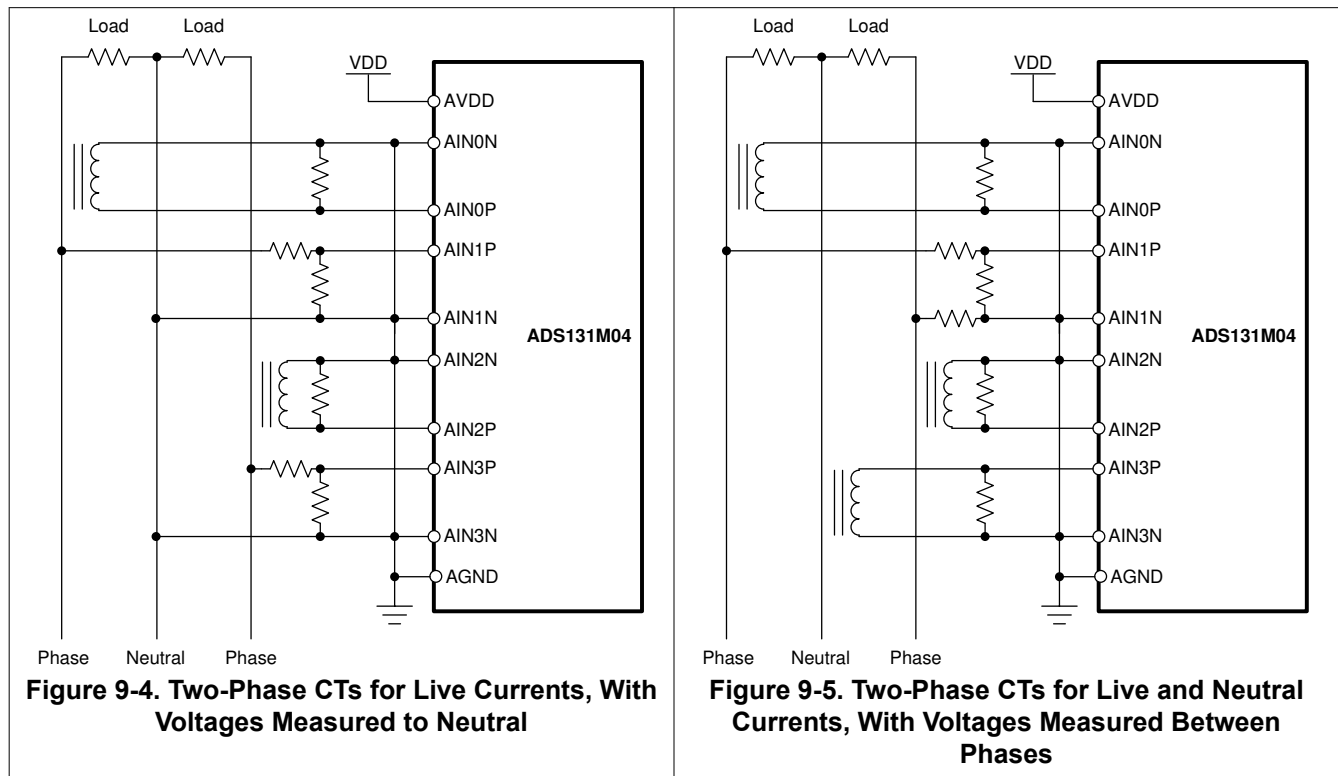 Load
Load
VDD
AVDD
AIN0N
AIN0P
AIN1P
AIN1N
ADS131M04
AIN2N
AIN2P
AIN3P
AIN3N
AGND
Phase
Neutral
Phase
Figure 9-4. Two-Phase CTs for Live Currents, With
Voltages Measured to Neutral
Load
Load
VDD
AVDD
AIN0N
AIN0P
AIN1P
AIN1N
ADS131M04
AIN2N
AIN2P
AIN3P
AIN3N
AGND
Phase
Neutral
Phase
Figure 9-5. Two-Phase CTs for Live and Neutral
Currents, With Voltages Measured Between
Phases